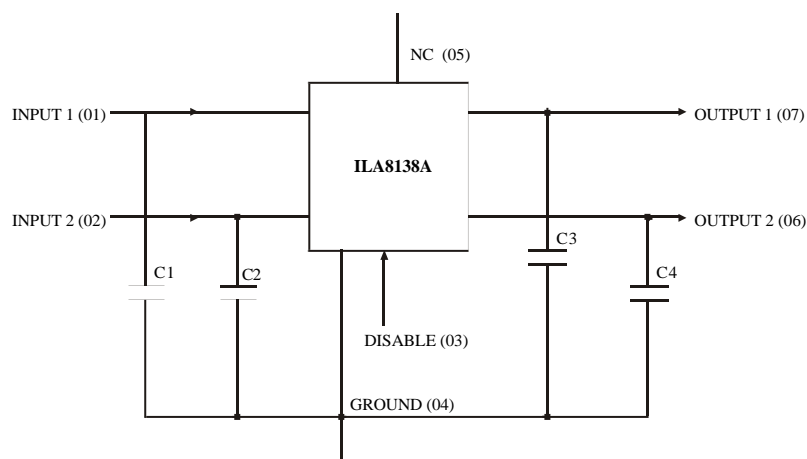 NC (05)
INPUT 1 (01)
OUTPUT 1 (07)
ILA8138A
INPUT 2 (02)
OUTPUT 2 (06)
C3
C1
C2
C4
DISABLE (03)
GROUND (04)